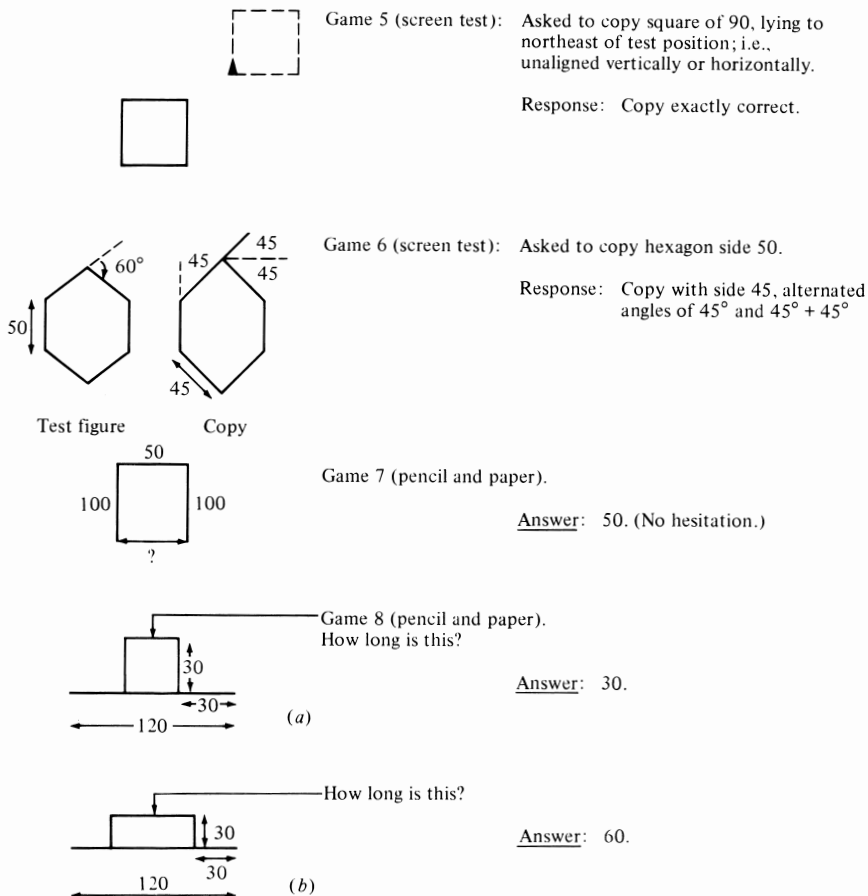 Game 5 (screen test): Asked to copy square of 90, lying to
northeast of test position; i.e.,
unaligned vertically or horizontally.
Response: Copy exactly correct.
Game 6 (screen test): Asked to copy hexagon side 50.
Response: Copy with side 45, alternated
angles of 45° and 45° + 45°
60°
50
45
45
45
45
Test figure
Copy
50
100
100
?
Game 7 (pencil and paper).
Answer: 50. (No hesitation.)
Game 8 (pencil and paper).
How long is this?
30
30
120
(a)
Answer: 30.
How long is this?
30
30
120
(b)
Answer: 60.